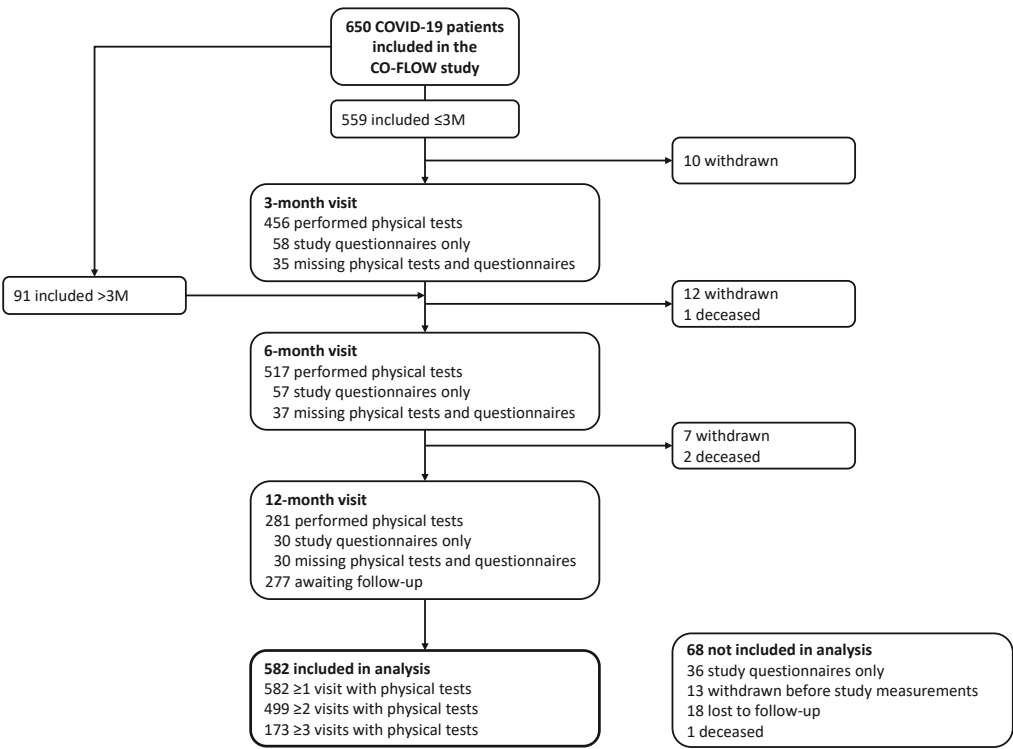 650 COVID-19 patients
included in the
CO-FLOW study
559 included ≤3M
10 withdrawn
3-month visit
456 performed physical tests
58 study questionnaires only
35 missing physical tests and questionnaires
91 included >3M
12 withdrawn
1 deceased
6-month visit
517 performed physical tests
57 study questionnaires only
37 missing physical tests and questionnaires
7 withdrawn
2 deceased
12-month visit
281 performed physical tests
30 study questionnaires only
30 missing physical tests and questionnaires
277 awaiting follow-up
582 included in analysis
582 ≥1 visit with physical tests
499 ≥2 visits with physical tests
173 ≥3 visits with physical tests
68 not included in analysis
36 study questionnaires only
13 withdrawn before study measurements
18 lost to follow-up
1 deceased